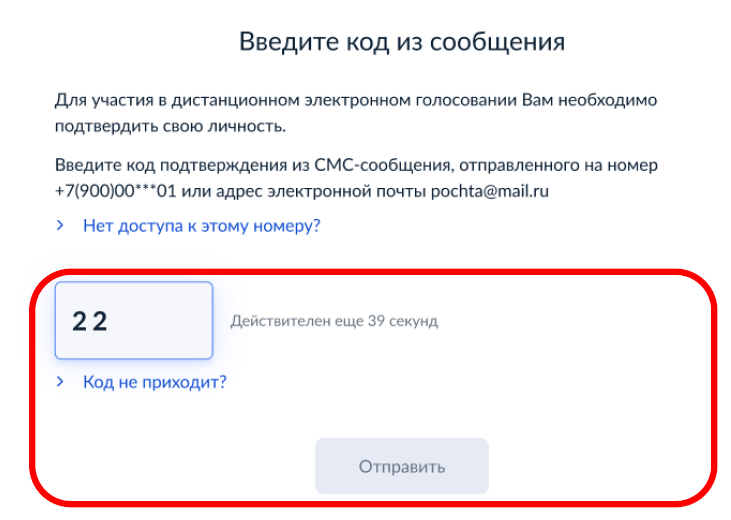 Введите код из сообщения
Для участия в дистанционном электронном голосовании Вам необходимо
подтвердить свою личность.
Введите код подтверждения из СМС-сообщения, отправленного на номер
+7(900)00***01 или адрес электронной почты pochta@mail.ru
Нет доступа к этому номеру?
22 Действителен еще 39 секунд
Код не приходит?
Отправить